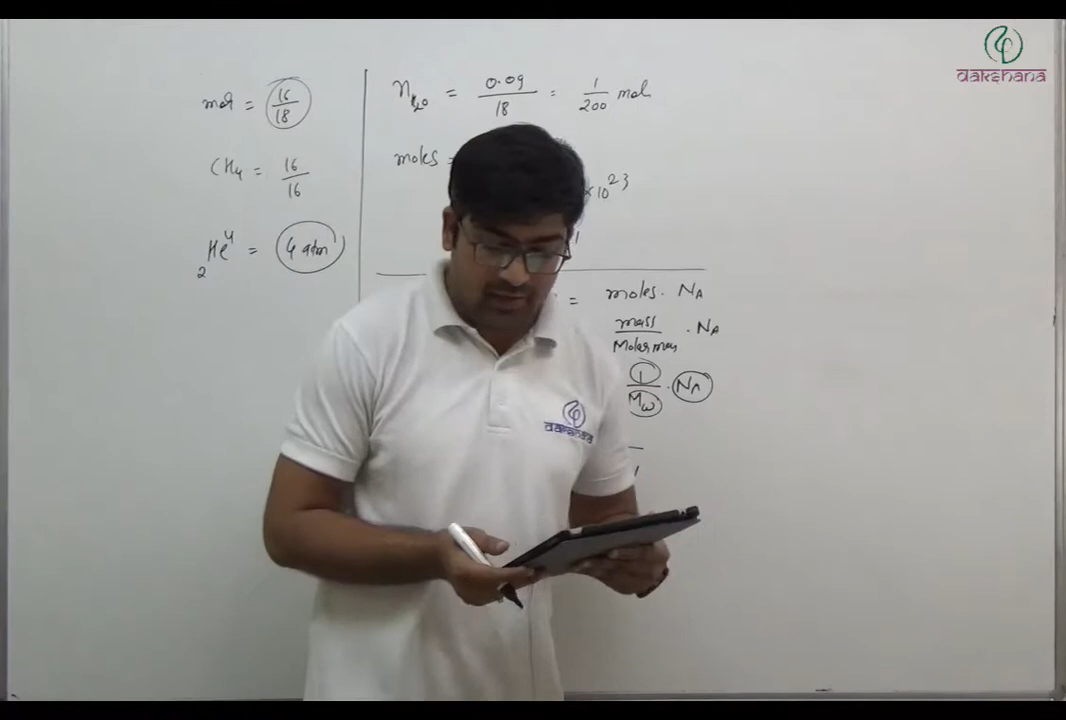 mol = 16/18
CH4 = 16/16
2He4 = 4 atm
nH2O = 0.09/18 = 1/200 mol
moles =
× 10^23
= moles . NA
mass/Molar mass . NA
1/Mw . NA
dakshana
dakshana